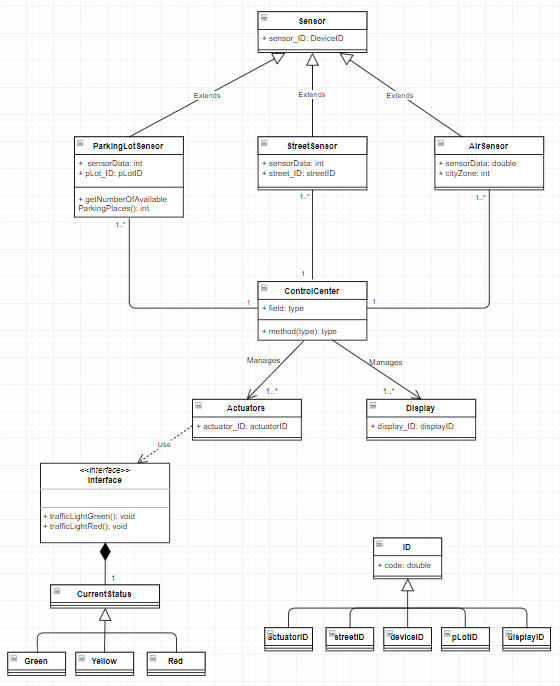 Sensor
+ sensor_ID: DeviceID
Extends
Extends
Extends
ParkingLotSensor
+ sensorData: int
+ pLot_ID: pLotID
+ getNumberOfAvailable
ParkingPlaces(): int
StreetSensor
+ sensorData: int
+ street_ID: streetID
AirSensor
+ sensorData: double
+ cityZone: int
1..*
1..*
1..*
1
1
1
ControlCenter
+ field: type
+ method(type): type
Manages
Manages
1..*
1..*
Actuators
+ actuator_ID: actuatorID
Display
+ display_ID: displayID
Use
<<Interface>>
Interface
+ trafficLightGreen(): void
+ trafficLightRed(): void
1
CurrentStatus
Green
Yellow
Red
ID
+ code: double
actuatorID
streetID
deviceID
pLotID
displayID